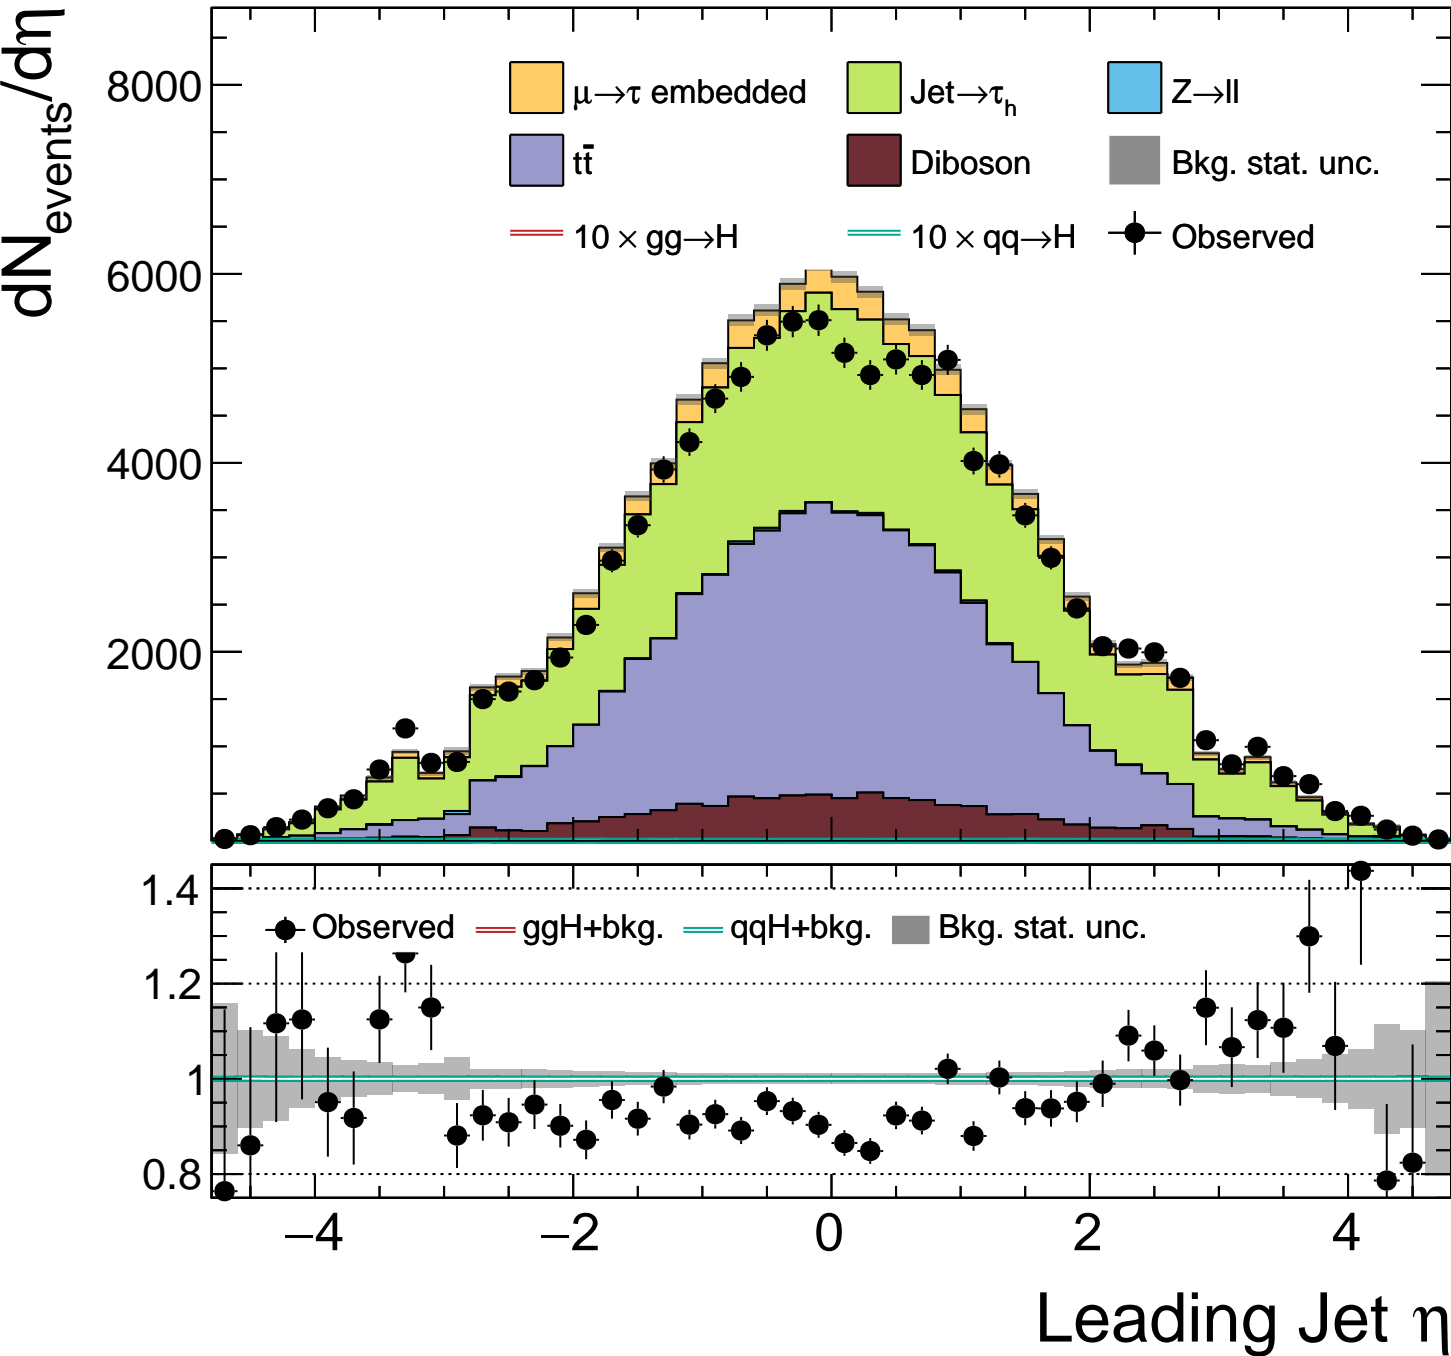 dN_events/dη
8000
6000
4000
2000
μ→τ embedded Jet→τ_h Z→ll
tt̄ Diboson Bkg. stat. unc.
10 × gg→H 10 × qq→H Observed
1.4
1.2
1
0.8
Observed ggH+bkg. qqH+bkg. Bkg. stat. unc.
−4 −2 0 2 4
Leading Jet η